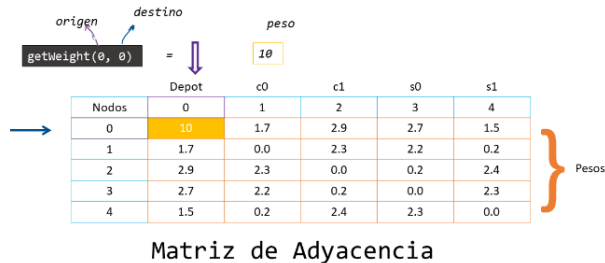 origen
destino
peso
getWeight(0, 0) = 10
Depot c0 c1 s0 s1
Nodos 0 1 2 3 4
0 10 1.7 2.9 2.7 1.5
1 1.7 0.0 2.3 2.2 0.2
2 2.9 2.3 0.0 0.2 2.4
3 2.7 2.2 0.2 0.0 2.3
4 1.5 0.2 2.4 2.3 0.0
Pesos
Matriz de Adyacencia